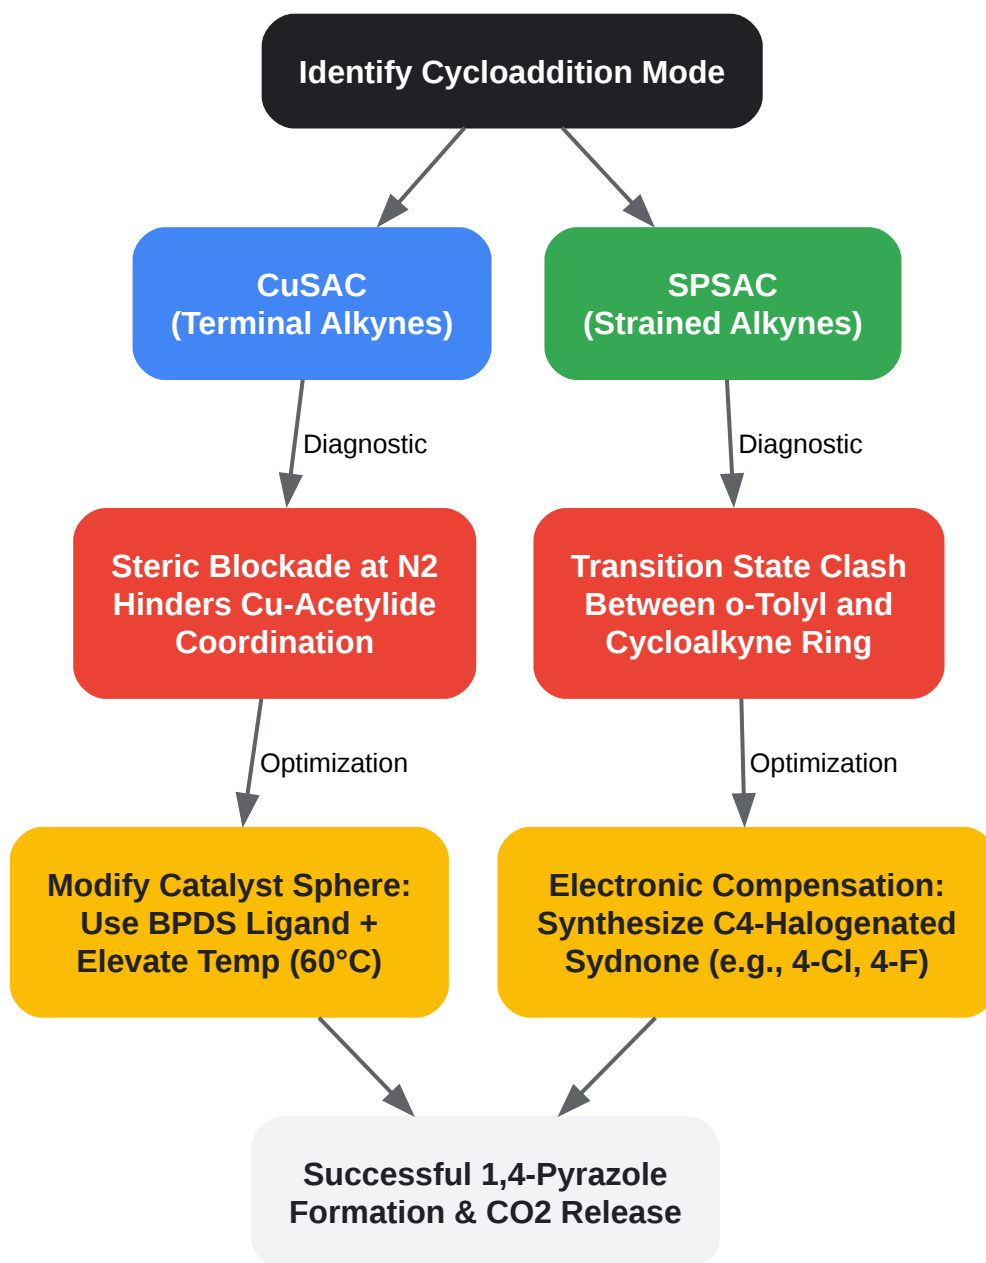 Identify Cycloaddition Mode
CuSAC
(Terminal Alkynes)
SPSAC
(Strained Alkynes)
Diagnostic
Diagnostic
Steric Blockade at N2
Hinders Cu-Acetylide
Coordination
Transition State Clash
Between o-Tolyl and
Cycloalkyne Ring
Optimization
Optimization
Modify Catalyst Sphere:
Use BPDS Ligand +
Elevate Temp (60°C)
Electronic Compensation:
Synthesize C4-Halogenated
Sydnone (e.g., 4-Cl, 4-F)
Successful 1,4-Pyrazole
Formation & CO2 Release